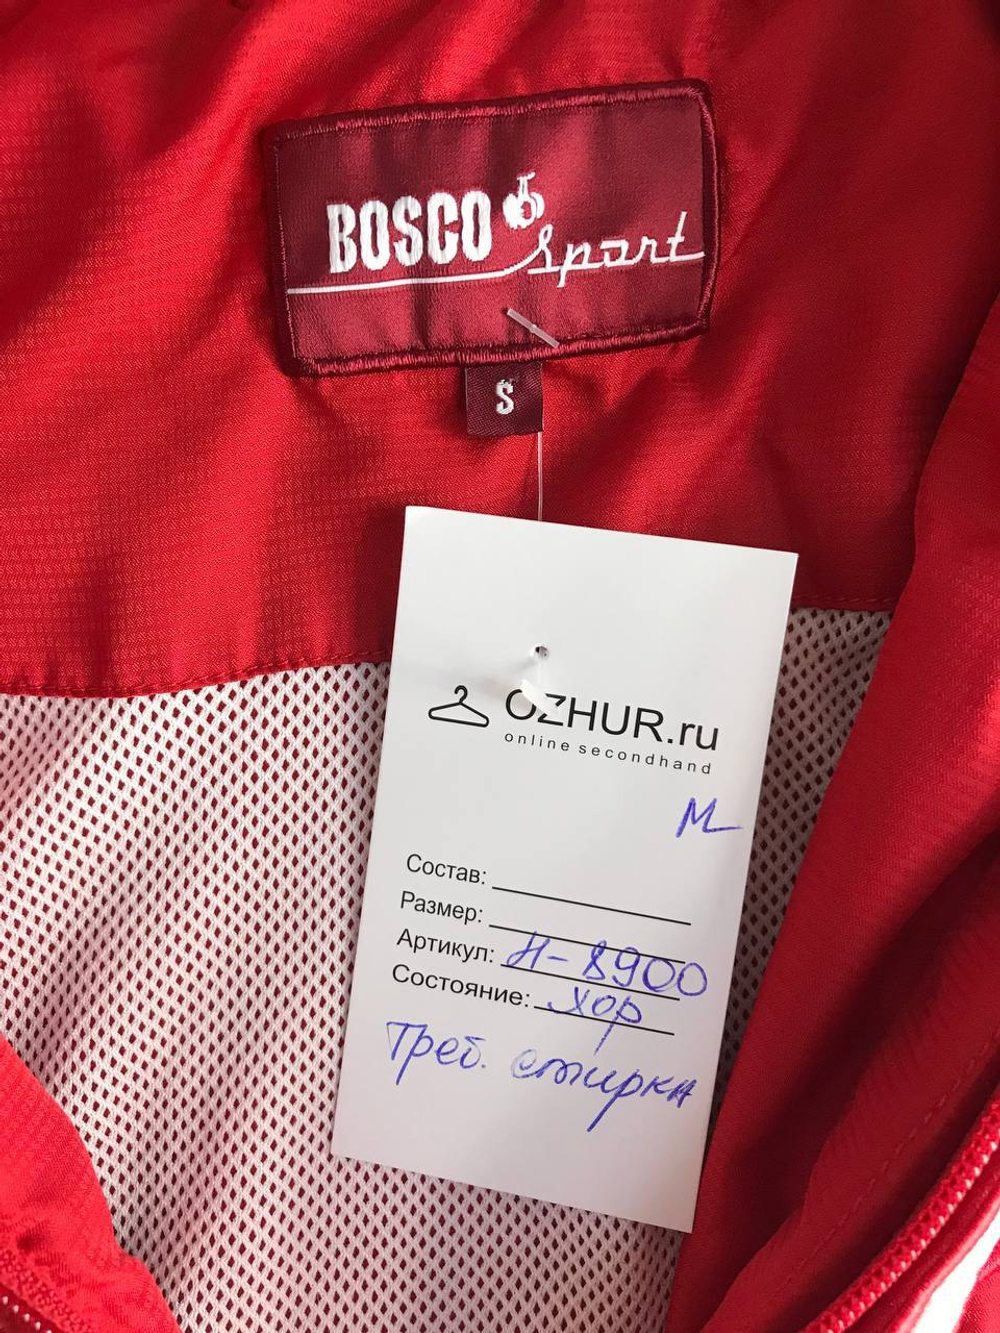 BOSCO
Sport
S
OZHUR.ru
online secondhand
М
Состав:
Размер:
Артикул: Н-8900
Состояние: хор
Треб. стирка